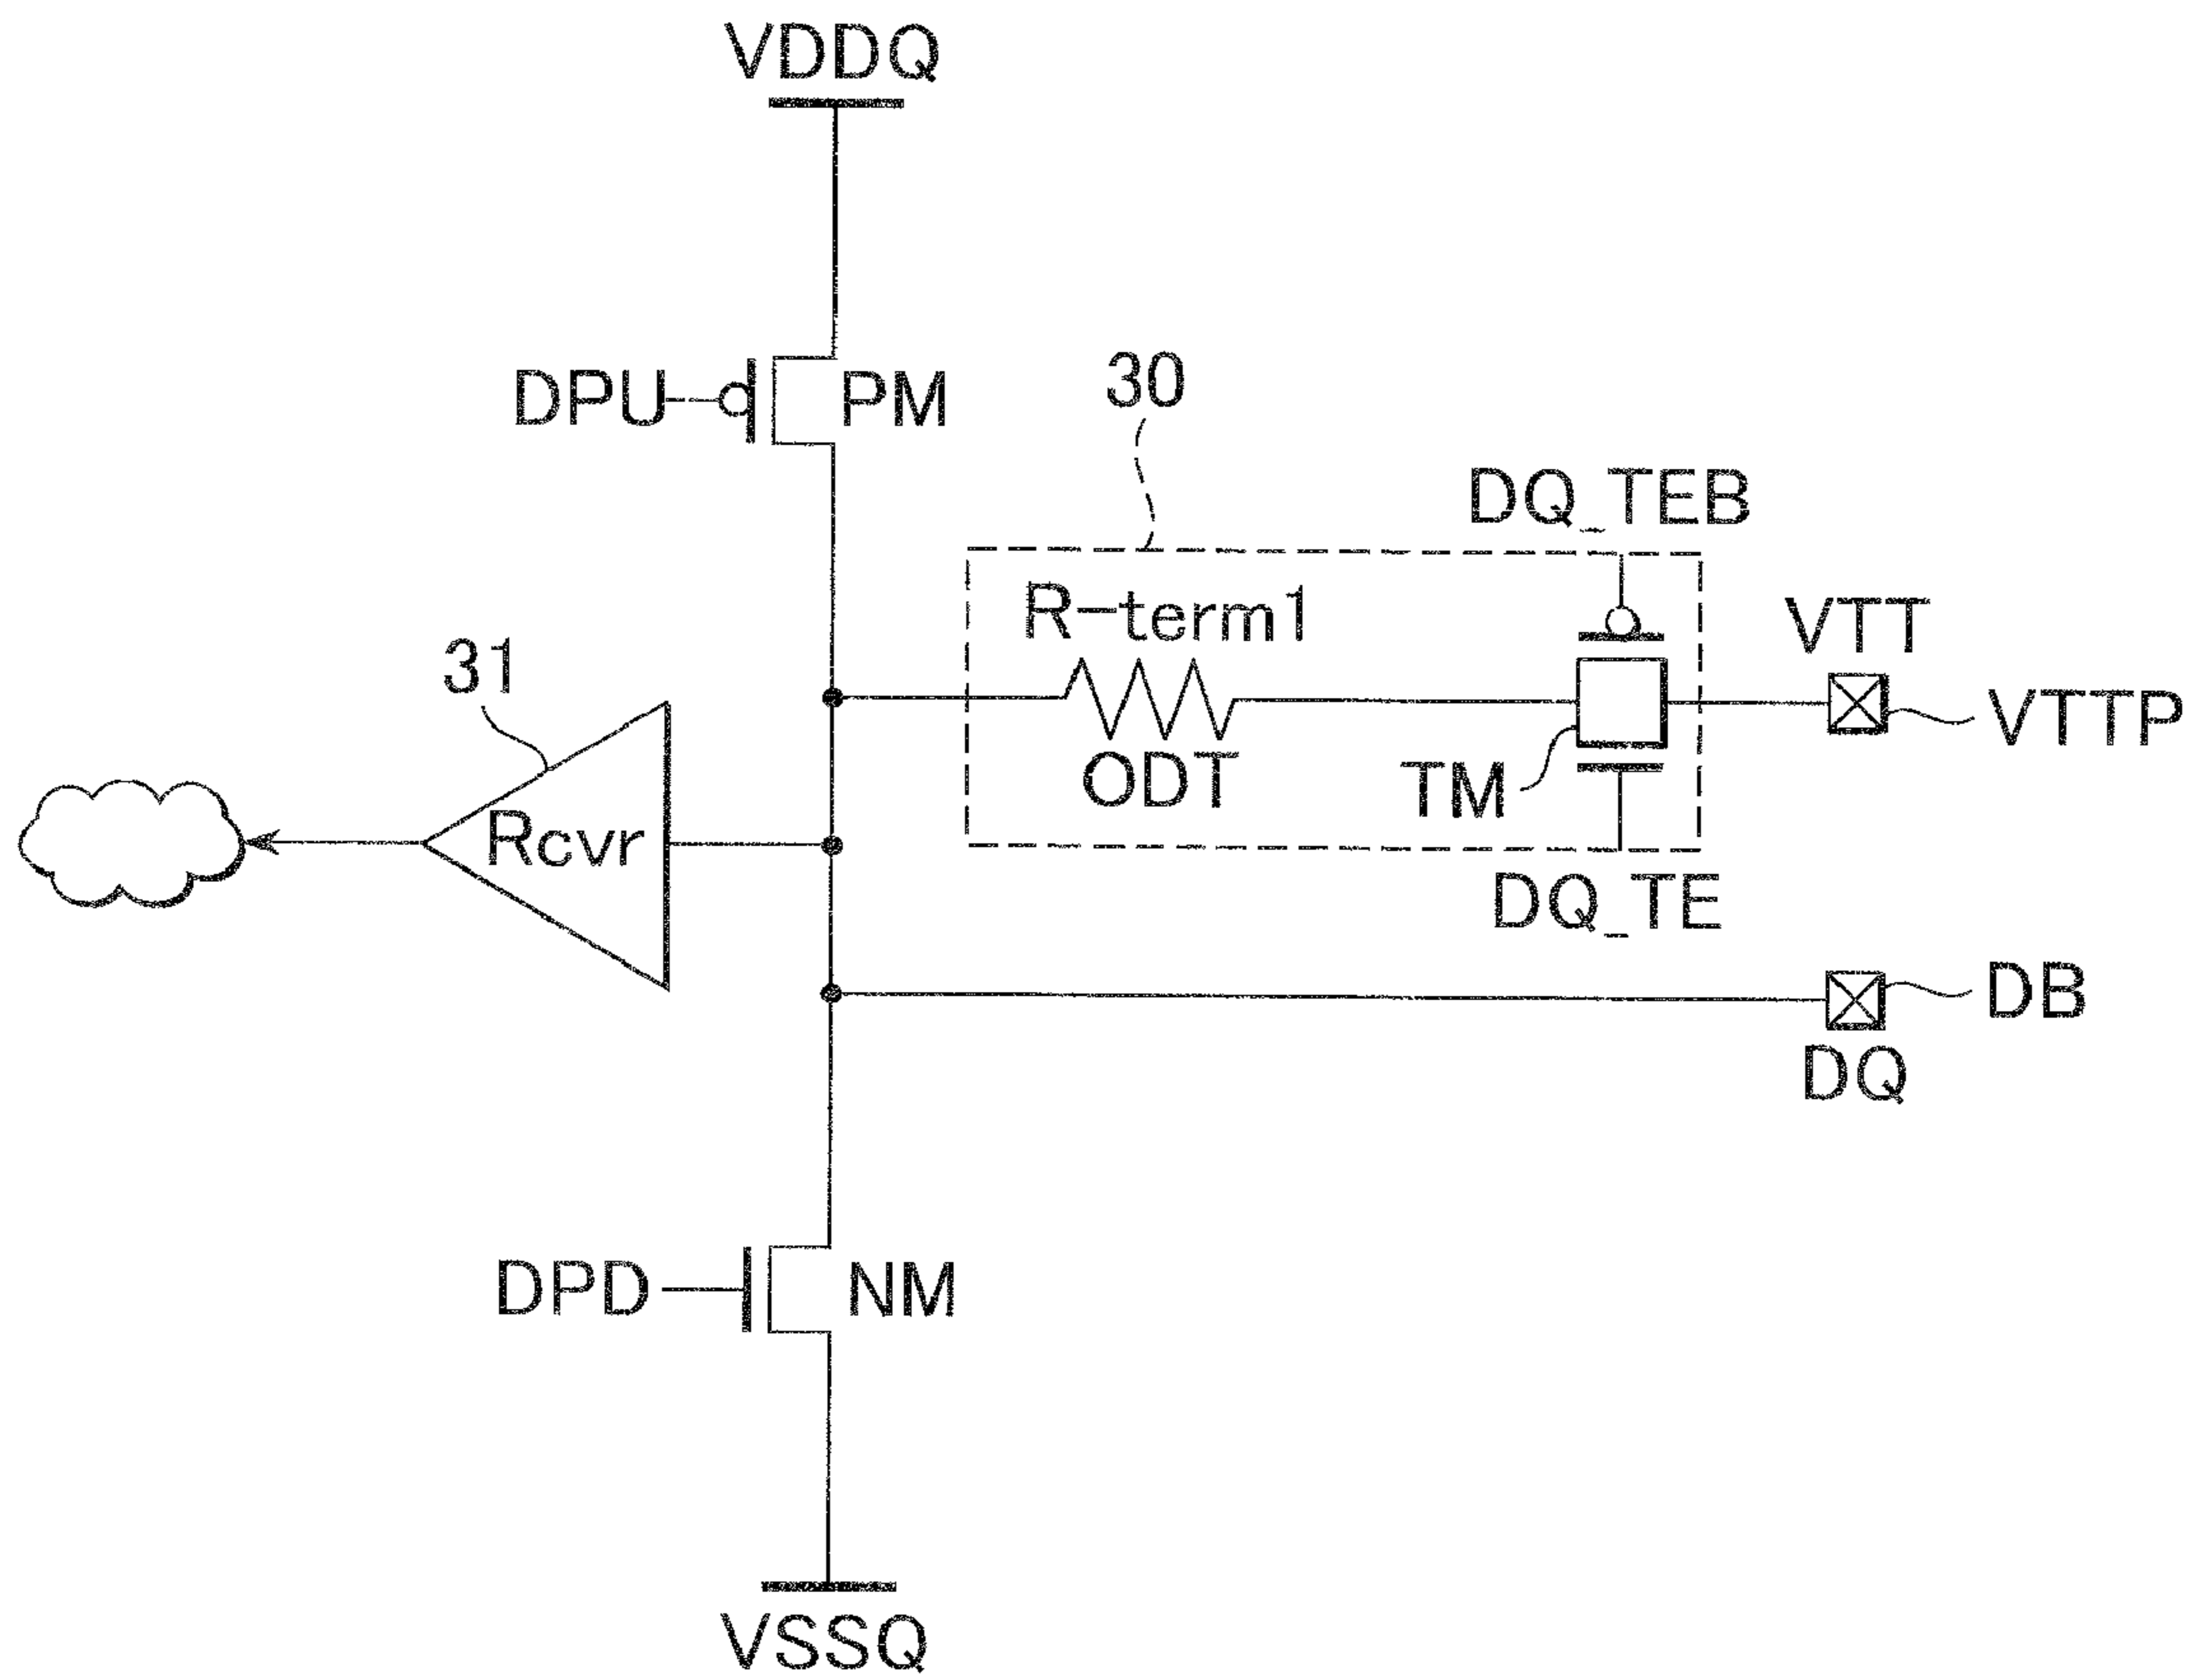 VDDQ
DPU
PM
30
DQ_TEB
R-term1
VTT
31
VTTP
ODT
TM
Rcvr
DQ_TE
DB
DQ
DPD
NM
VSSQ